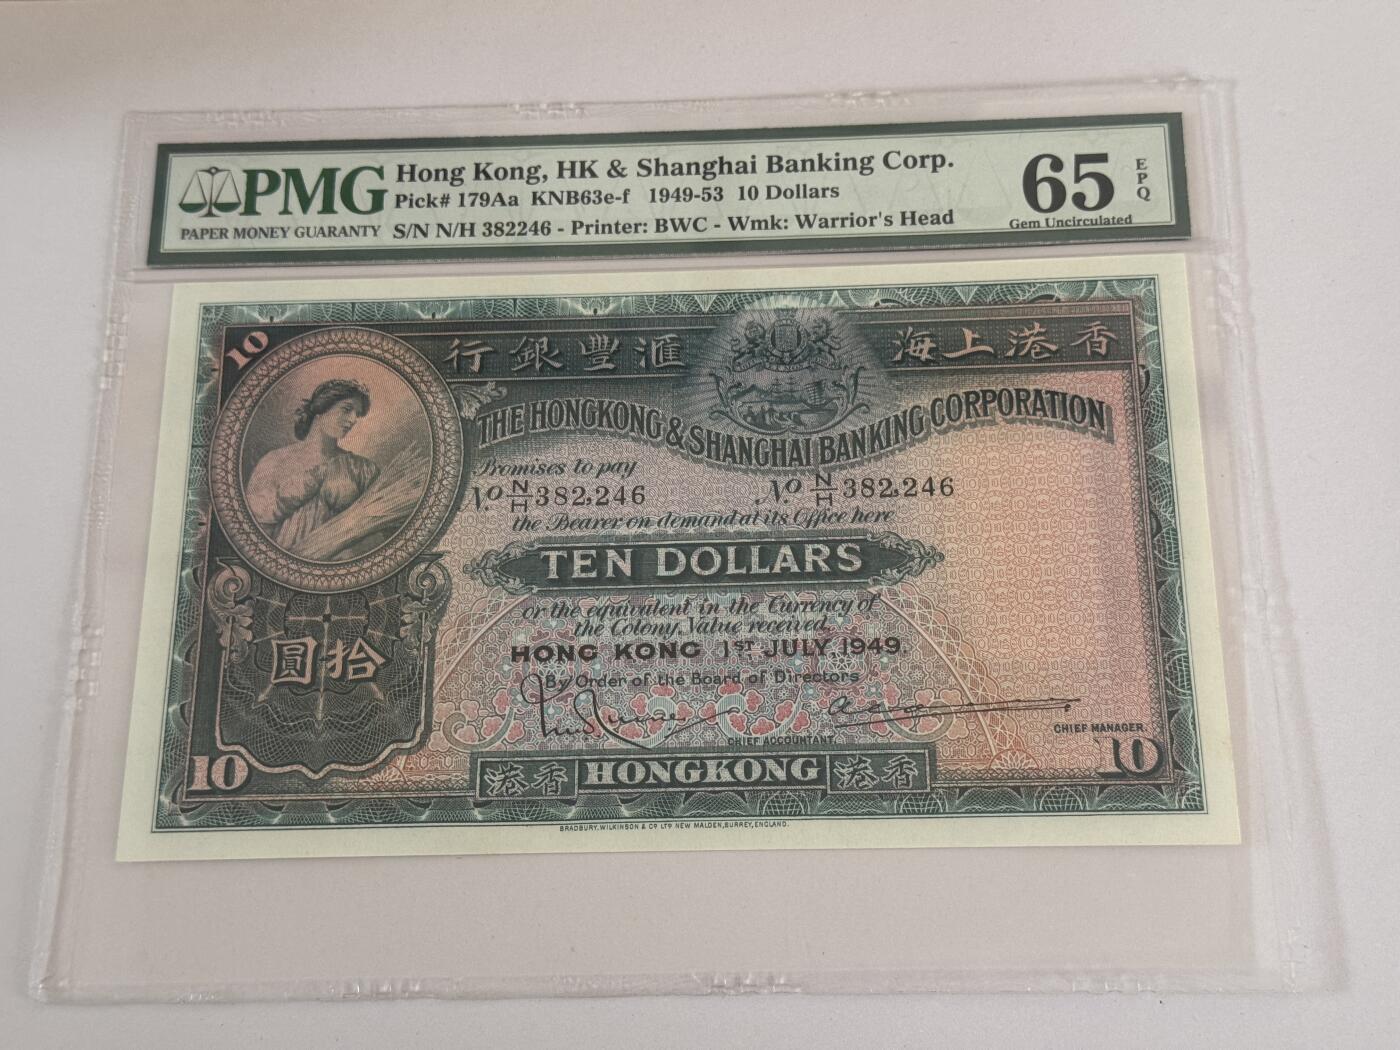 PMG
PAPER MONEY GUARANTY
Hong Kong, HK & Shanghai Banking Corp.
Pick# 179Aa KNB63e-f 1949-53 10 Dollars
S/N N/H 382246 - Printer: BWC - Wmk: Warrior's Head
65
EPQ
Gem Uncirculated
10
行銀豐滙 海上港香
THE HONGKONG & SHANGHAI BANKING CORPORATION
Promises to pay
No. N/H 382,246 No. N/H 382,246
the Bearer on demand at its Office here
TEN DOLLARS
or the equivalent in the Currency of
the Colony, Value received.
HONG KONG 1ST JULY, 1949.
By Order of the Board of Directors
圓拾
CHIEF ACCOUNTANT.
CHIEF MANAGER.
10 港香 HONGKONG 港香 10
BRADBURY, WILKINSON & CO LTD NEW MALDEN, SURREY, ENGLAND.